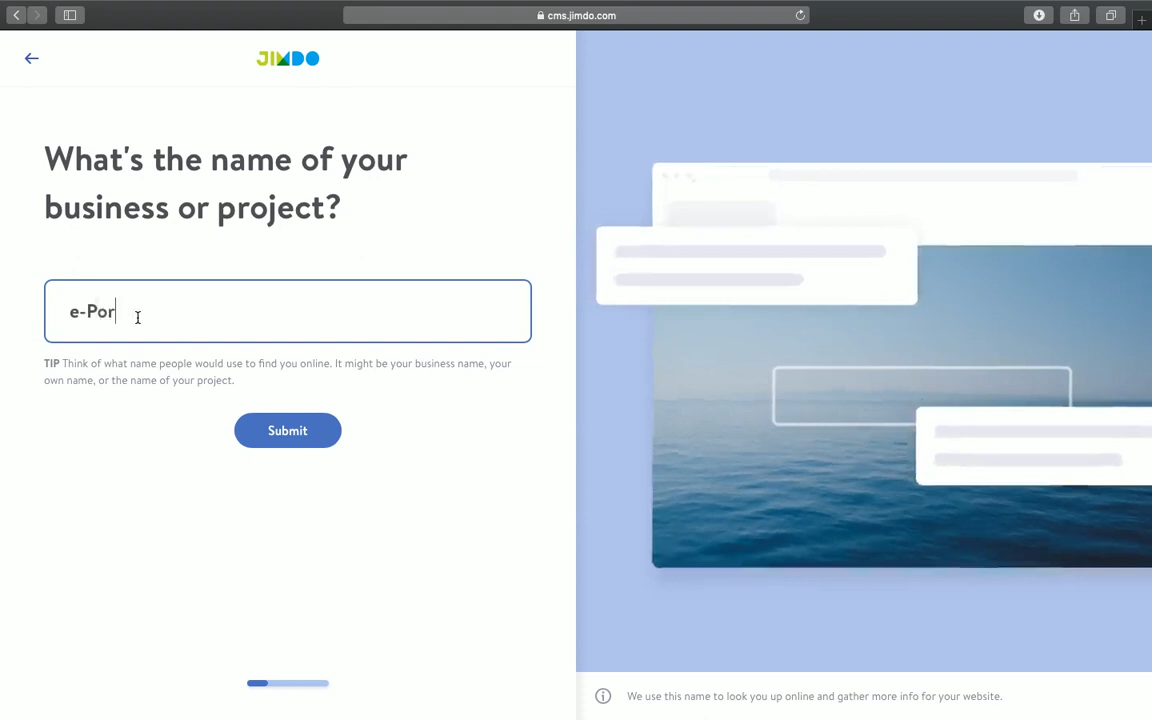 cms.jimdo.com
JIMDO
What's the name of your
business or project?
e-Por
TIP Think of what name people would use to find you online. It might be your business name, your
own name, or the name of your project.
Submit
We use this name to look you up online and gather more info for your website.